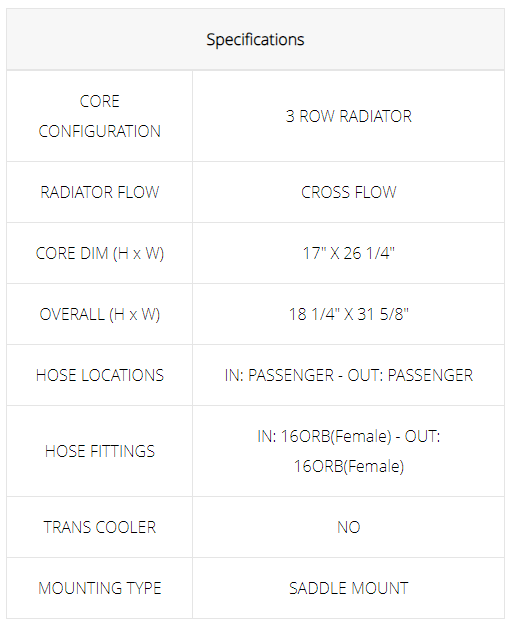 Specifications
CORE
CONFIGURATION
3 ROW RADIATOR
RADIATOR FLOW
CROSS FLOW
CORE DIM (H x W)
17" X 26 1/4"
OVERALL (H x W)
18 1/4" X 31 5/8"
HOSE LOCATIONS
IN: PASSENGER - OUT: PASSENGER
HOSE FITTINGS
IN: 16ORB(Female) - OUT:
16ORB(Female)
TRANS COOLER
NO
MOUNTING TYPE
SADDLE MOUNT